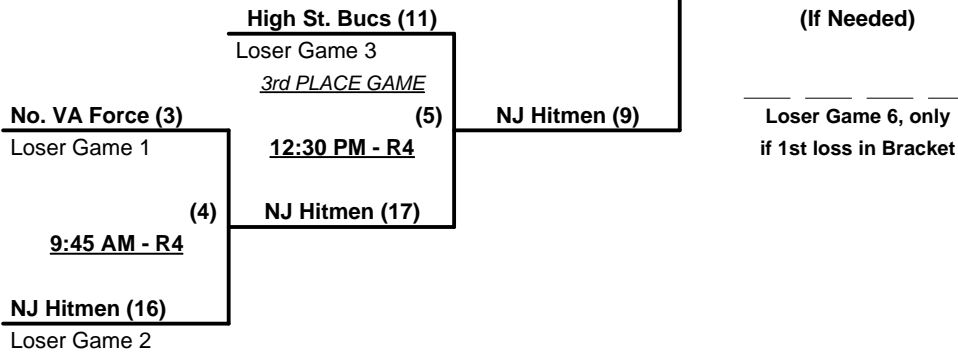 High St. Bucs (11)
(If Needed)
Loser Game 3
3rd PLACE GAME
No. VA Force (3)
(5)
NJ Hitmen (9)
Loser Game 6, only
Loser Game 1
12:30 PM - R4
if 1st loss in Bracket
(4)
NJ Hitmen (17)
9:45 AM - R4
NJ Hitmen (16)
Loser Game 2